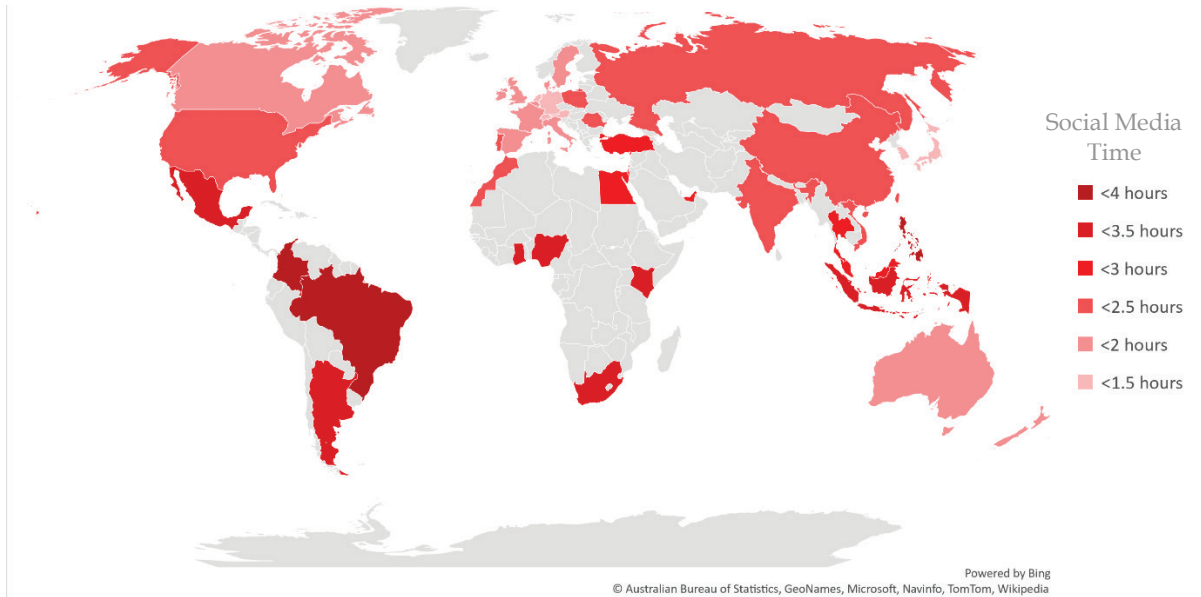 Social Media
Time
<4 hours
<3.5 hours
<3 hours
<2.5 hours
<2 hours
<1.5 hours
Powered by Bing
© Australian Bureau of Statistics, GeoNames, Microsoft, Navinfo, TomTom, Wikipedia